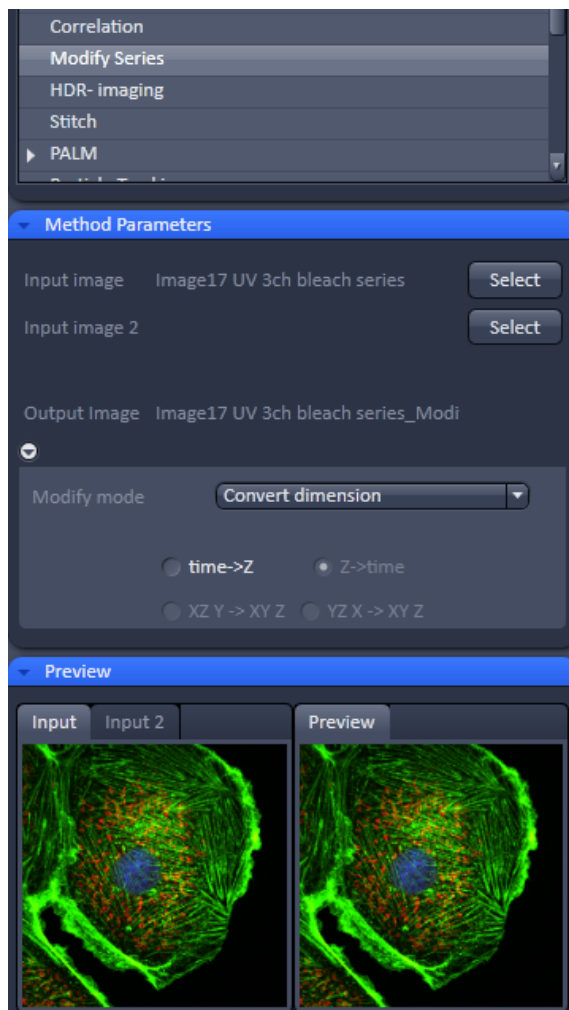 Correlation
Modify Series
HDR- imaging
Stitch
PALM
Method Parameters
Input image Image17 UV 3ch bleach series Select
Input image 2 Select
Output Image Image17 UV 3ch bleach series_Modi
Modify mode Convert dimension
time->Z Z->time
XZ Y -> XY Z YZ X -> XY Z
Preview
Input Input 2 Preview